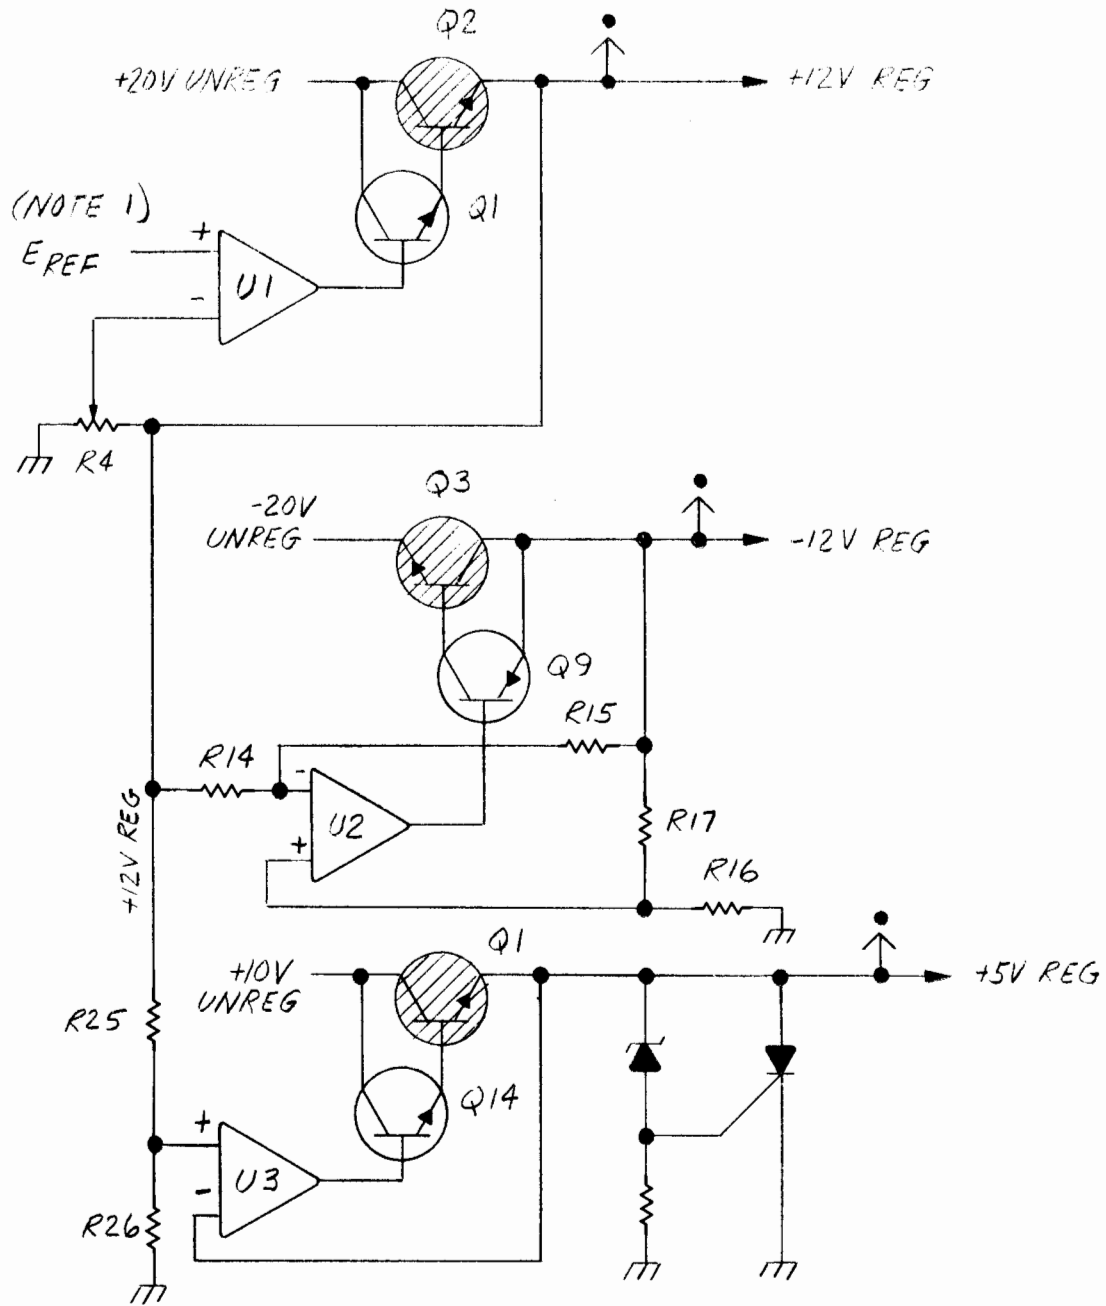 Q2
+20V UNREG
+12V REG
Q1
(NOTE 1)
E REF
+
-
U1
R4
Q3
-20V
UNREG
-12V REG
Q9
R15
R14
-
+
U2
R17
R16
+12V REG
Q1
+10V
UNREG
+5V REG
R25
Q14
+
-
U3
R26